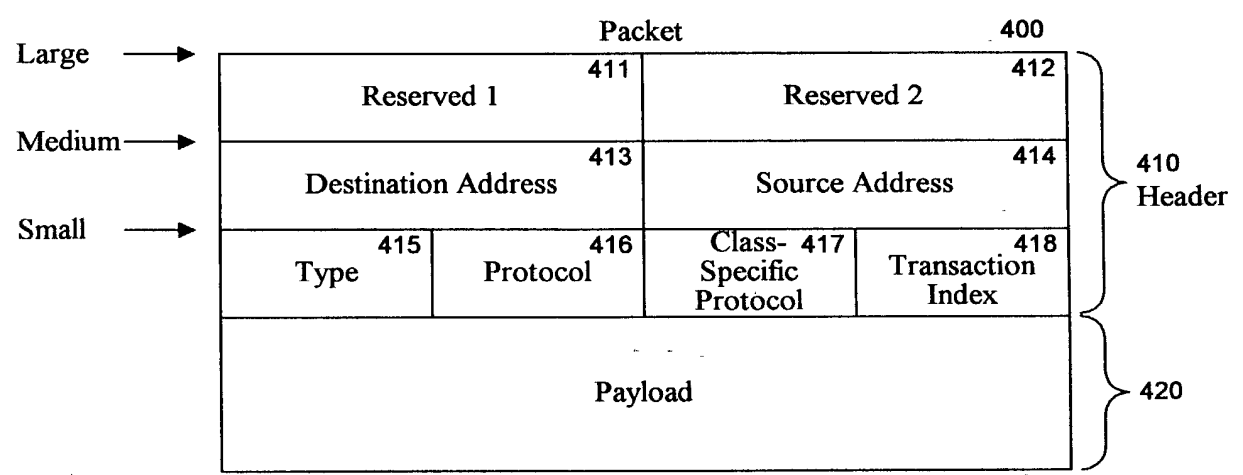 Packet 400
Large
411
412
Reserved 1
Reserved 2
Medium
413
414
Destination Address
Source Address
410
Header
Small
415
416
Class- 417
418
Type
Protocol
Specific
Protocol
Transaction
Index
Payload
420